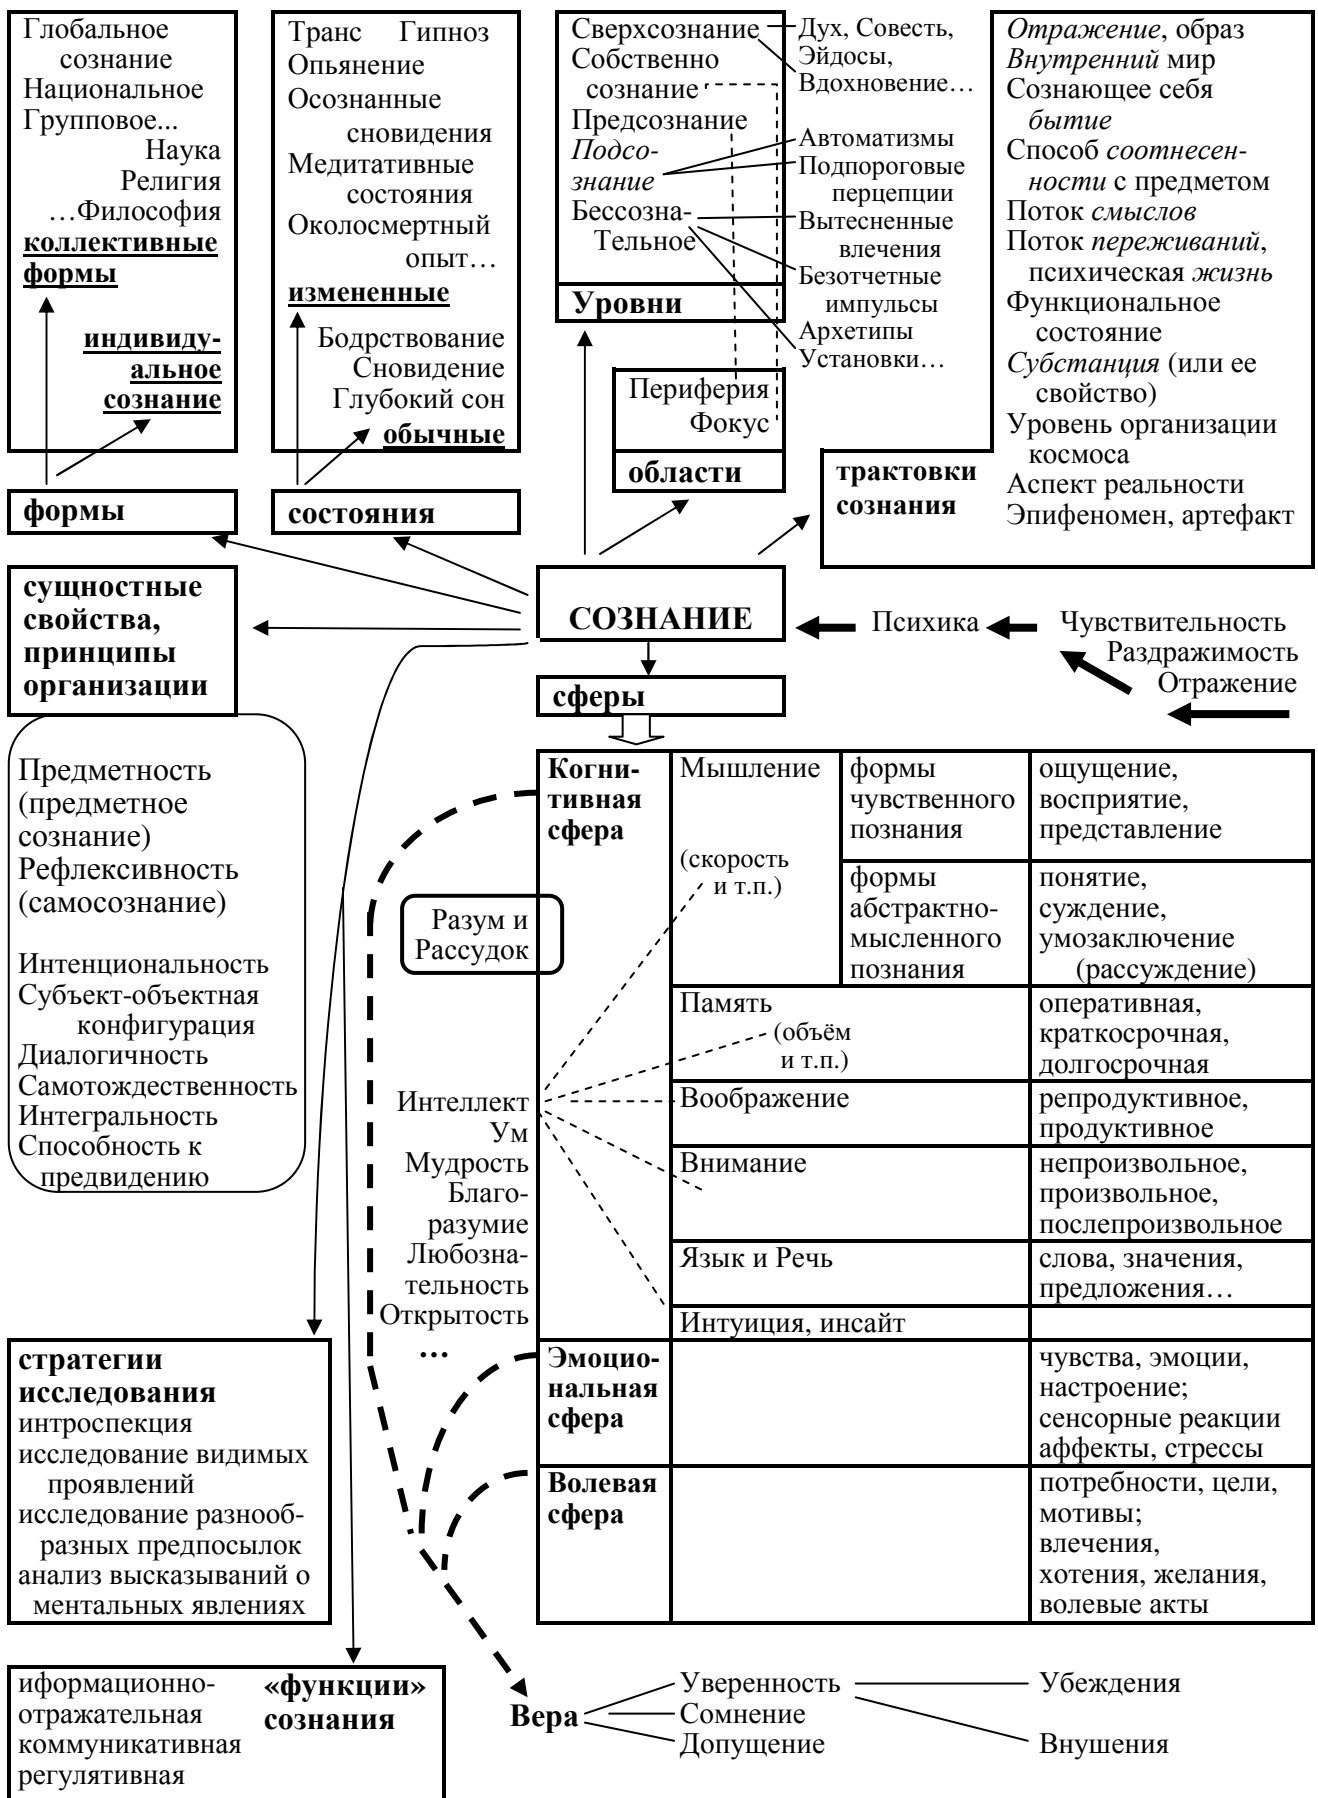 Глобальное
сознание
Национальное
Групповое...
Наука
Религия
…Философия
коллективные
формы
индивиду-
альное
сознание
формы
Транс Гипноз
Опьянение
Осознанные
сновидения
Медитативные
состояния
Околосмертный
опыт…
измененные
Бодрствование
Сновидение
Глубокий сон
обычные
состояния
Сверхсознание
Собственно
сознание
Предсознание
Подсо-
знание
Бессозна-
Тельное
Уровни
Дух, Совесть,
Эйдосы,
Вдохновение…
Автоматизмы
Подпороговые
перцепции
Вытесненные
влечения
Безотчетные
импульсы
Архетипы
Установки…
Периферия
Фокус
области
Отражение, образ
Внутренний мир
Сознающее себя
бытие
Способ соотнесен-
ности с предметом
Поток смыслов
Поток переживаний,
психическая жизнь
Функциональное
состояние
Субстанция (или ее
свойство)
Уровень организации
космоса
Аспект реальности
Эпифеномен, артефакт
трактовки
сознания
сущностные
свойства,
принципы
организации
СОЗНАНИЕ
Психика
Чувствительность
Раздражимость
Отражение
сферы
Предметность
(предметное
сознание)
Рефлексивность
(самосознание)
Интенциональность
Субъект-объектная
конфигурация
Диалогичность
Самотождественность
Интегральность
Способность к
предвидению
Разум и
Рассудок
Интеллект
Ум
Мудрость
Благо-
разумие
Любозна-
тельность
Открытость
…
Когни-
тивная
сфера
Мышление
(скорость
и т.п.)
формы
чувственного
познания
ощущение,
восприятие,
представление
формы
абстрактно-
мысленного
познания
понятие,
суждение,
умозаключение
(рассуждение)
Память
(объём
и т.п.)
оперативная,
краткосрочная,
долгосрочная
Воображение
репродуктивное,
продуктивное
Внимание
непроизвольное,
произвольное,
послепроизвольное
Язык и Речь
слова, значения,
предложения…
Интуиция, инсайт
Эмоцио-
нальная
сфера
чувства, эмоции,
настроение;
сенсорные реакции
аффекты, стрессы
Волевая
сфера
потребности, цели,
мотивы;
влечения,
хотения, желания,
волевые акты
стратегии
исследования
интроспекция
исследование видимых
проявлений
исследование разнооб-
разных предпосылок
анализ высказываний о
ментальных явлениях
иформационно-
отражательная
коммуникативная
регулятивная
«функции»
сознания
Вера
Уверенность
Сомнение
Допущение
Убеждения
Внушения